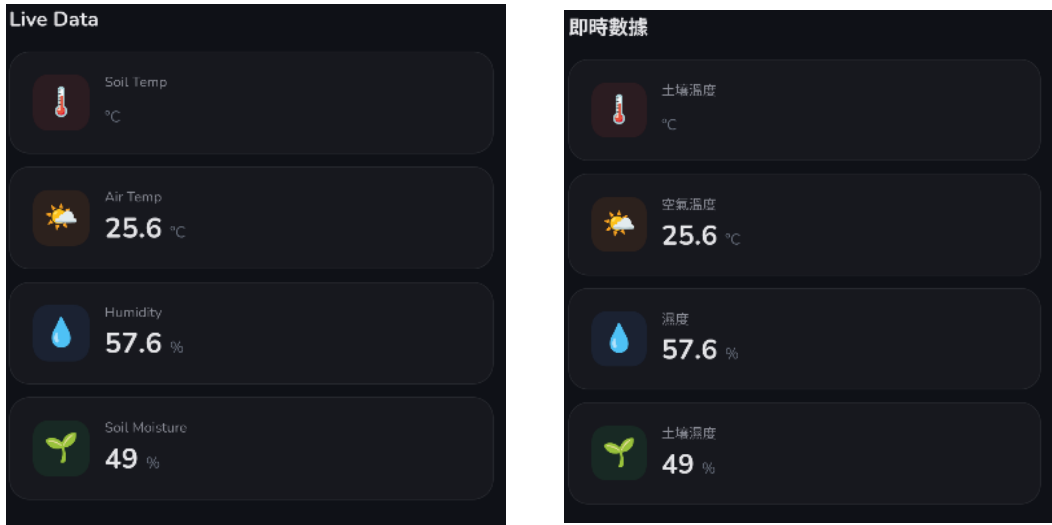 Live Data
Soil Temp
°C
Air Temp
25.6 °C
Humidity
57.6 %
Soil Moisture
49 %
即時數據
土壤溫度
°C
空氣溫度
25.6 °C
濕度
57.6 %
土壤濕度
49 %